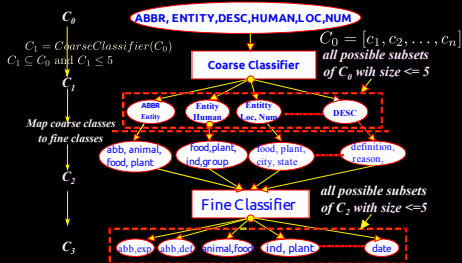 C₀
ABBR, ENTITY,DESC,HUMAN,LOC,NUM
C₀ = [c₁, c₂, . . . , cₙ]
C₁ = CoarseClassifier(C₀)
C₁ ⊆ C₀ and C₁ ≤ 5
Coarse Classifier
all possible subsets
of C₀ wih size <= 5
C₁
ABBR
Entity
Entity
Human
Entitty
Loc, Num
DESC
Map coarse classes
to fine classes
abb, animal,
food, plant
food,plant,
ind,group
food, plant,
city, state
definition,
reason,
C₂
Fine Classifier
all possible subsets
of C₂ with size <=5
C₃
abb,exp
abb,def
animal,food
ind, plant
date